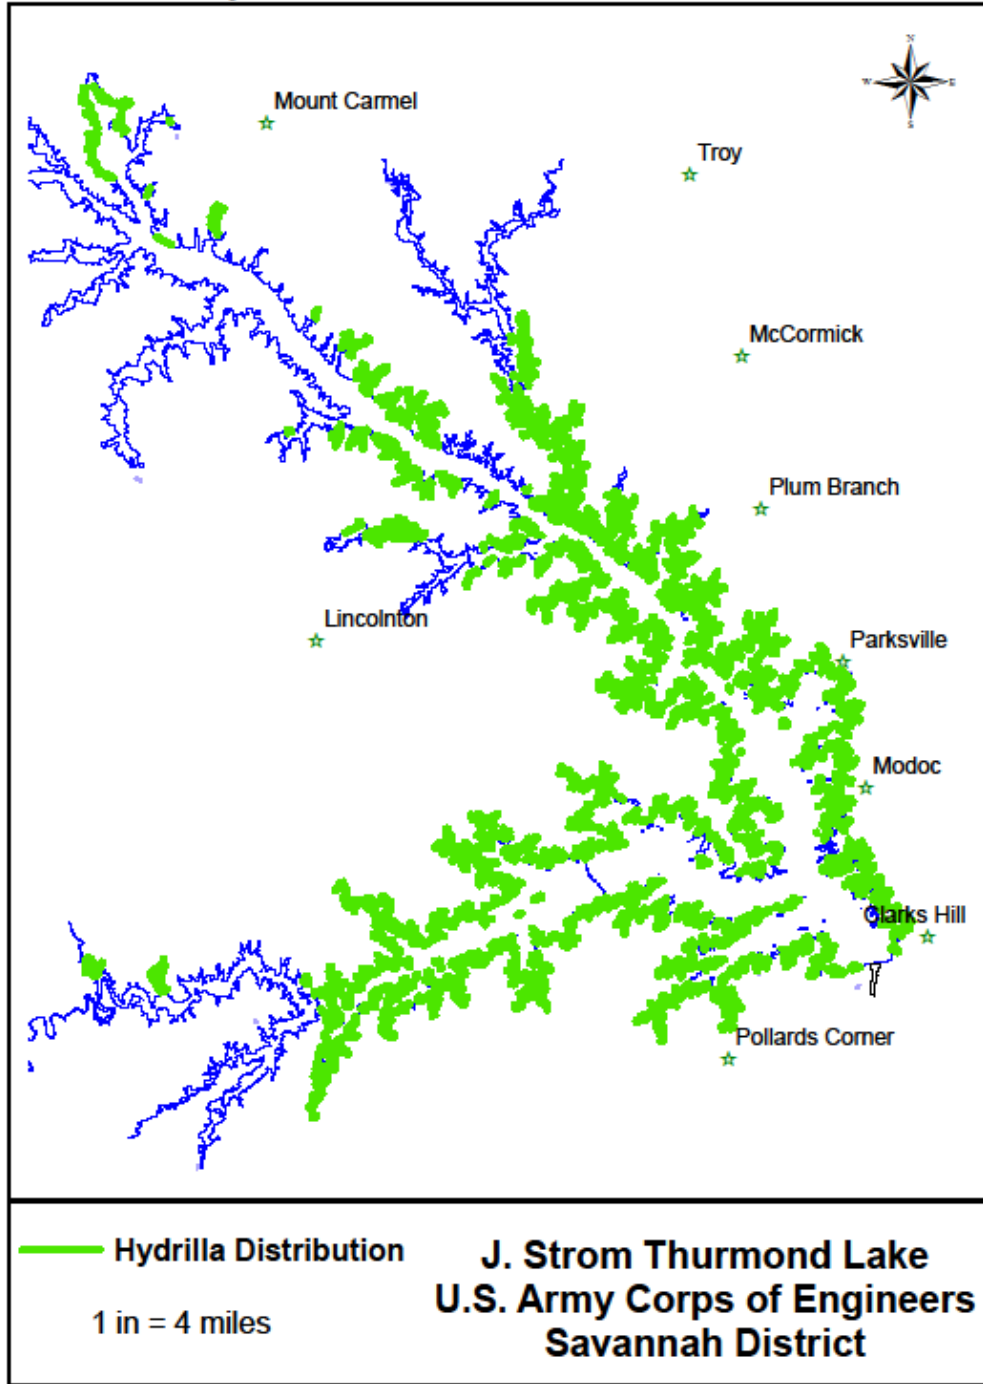 N
W E
S
Mount Carmel
Troy
McCormick
Plum Branch
Lincolnton
Parksville
Modoc
Clarks Hill
Pollards Corner
Hydrilla Distribution
1 in = 4 miles
J. Strom Thurmond Lake
U.S. Army Corps of Engineers
Savannah District